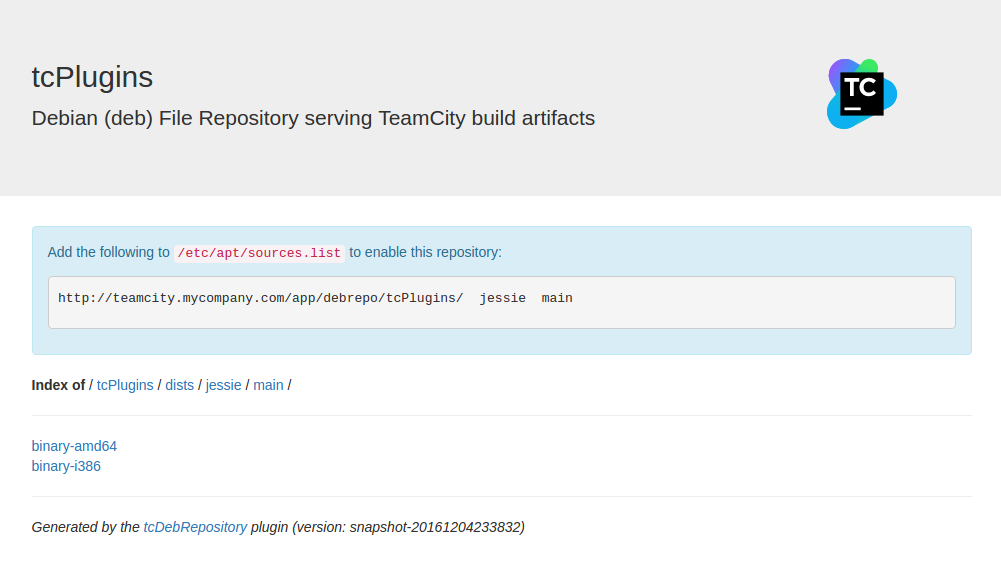 tcPlugins
TC
Debian (deb) File Repository serving TeamCity build artifacts
Add the following to /etc/apt/sources.list to enable this repository:
http://teamcity.mycompany.com/app/debrepo/tcPlugins/  jessie  main
Index of / tcPlugins / dists / jessie / main /
binary-amd64
binary-i386
Generated by the tcDebRepository plugin (version: snapshot-20161204233832)